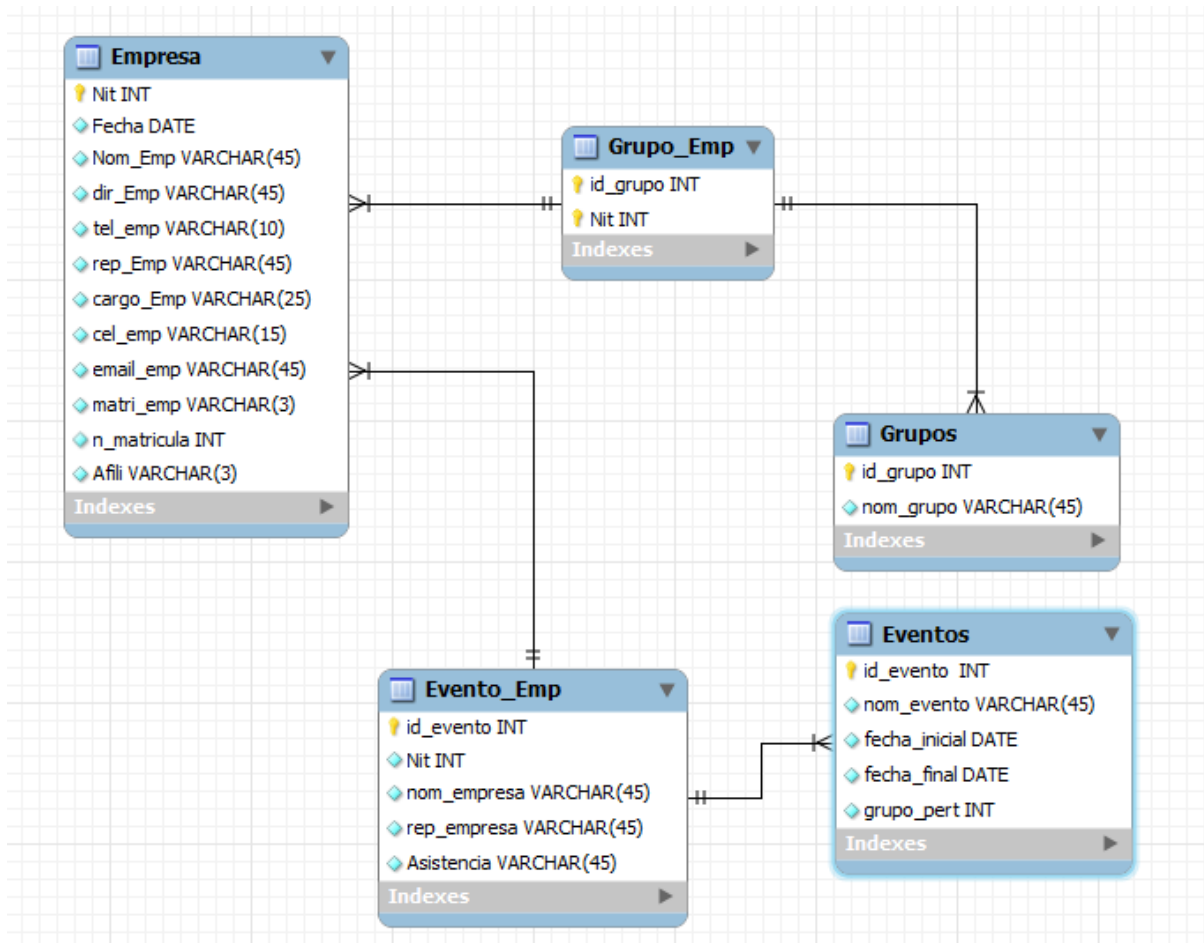 Empresa
Nit INT
Fecha DATE
Nom_Emp VARCHAR(45)
dir_Emp VARCHAR(45)
tel_emp VARCHAR(10)
rep_Emp VARCHAR(45)
cargo_Emp VARCHAR(25)
cel_emp VARCHAR(15)
email_emp VARCHAR(45)
matri_emp VARCHAR(3)
n_matricula INT
Afili VARCHAR(3)
Indexes
Grupo_Emp
id_grupo INT
Nit INT
Indexes
Grupos
id_grupo INT
nom_grupo VARCHAR(45)
Indexes
Evento_Emp
id_evento INT
Nit INT
nom_empresa VARCHAR(45)
rep_empresa VARCHAR(45)
Asistencia VARCHAR(45)
Indexes
Eventos
id_evento INT
nom_evento VARCHAR(45)
fecha_inicial DATE
fecha_final DATE
grupo_pert INT
Indexes